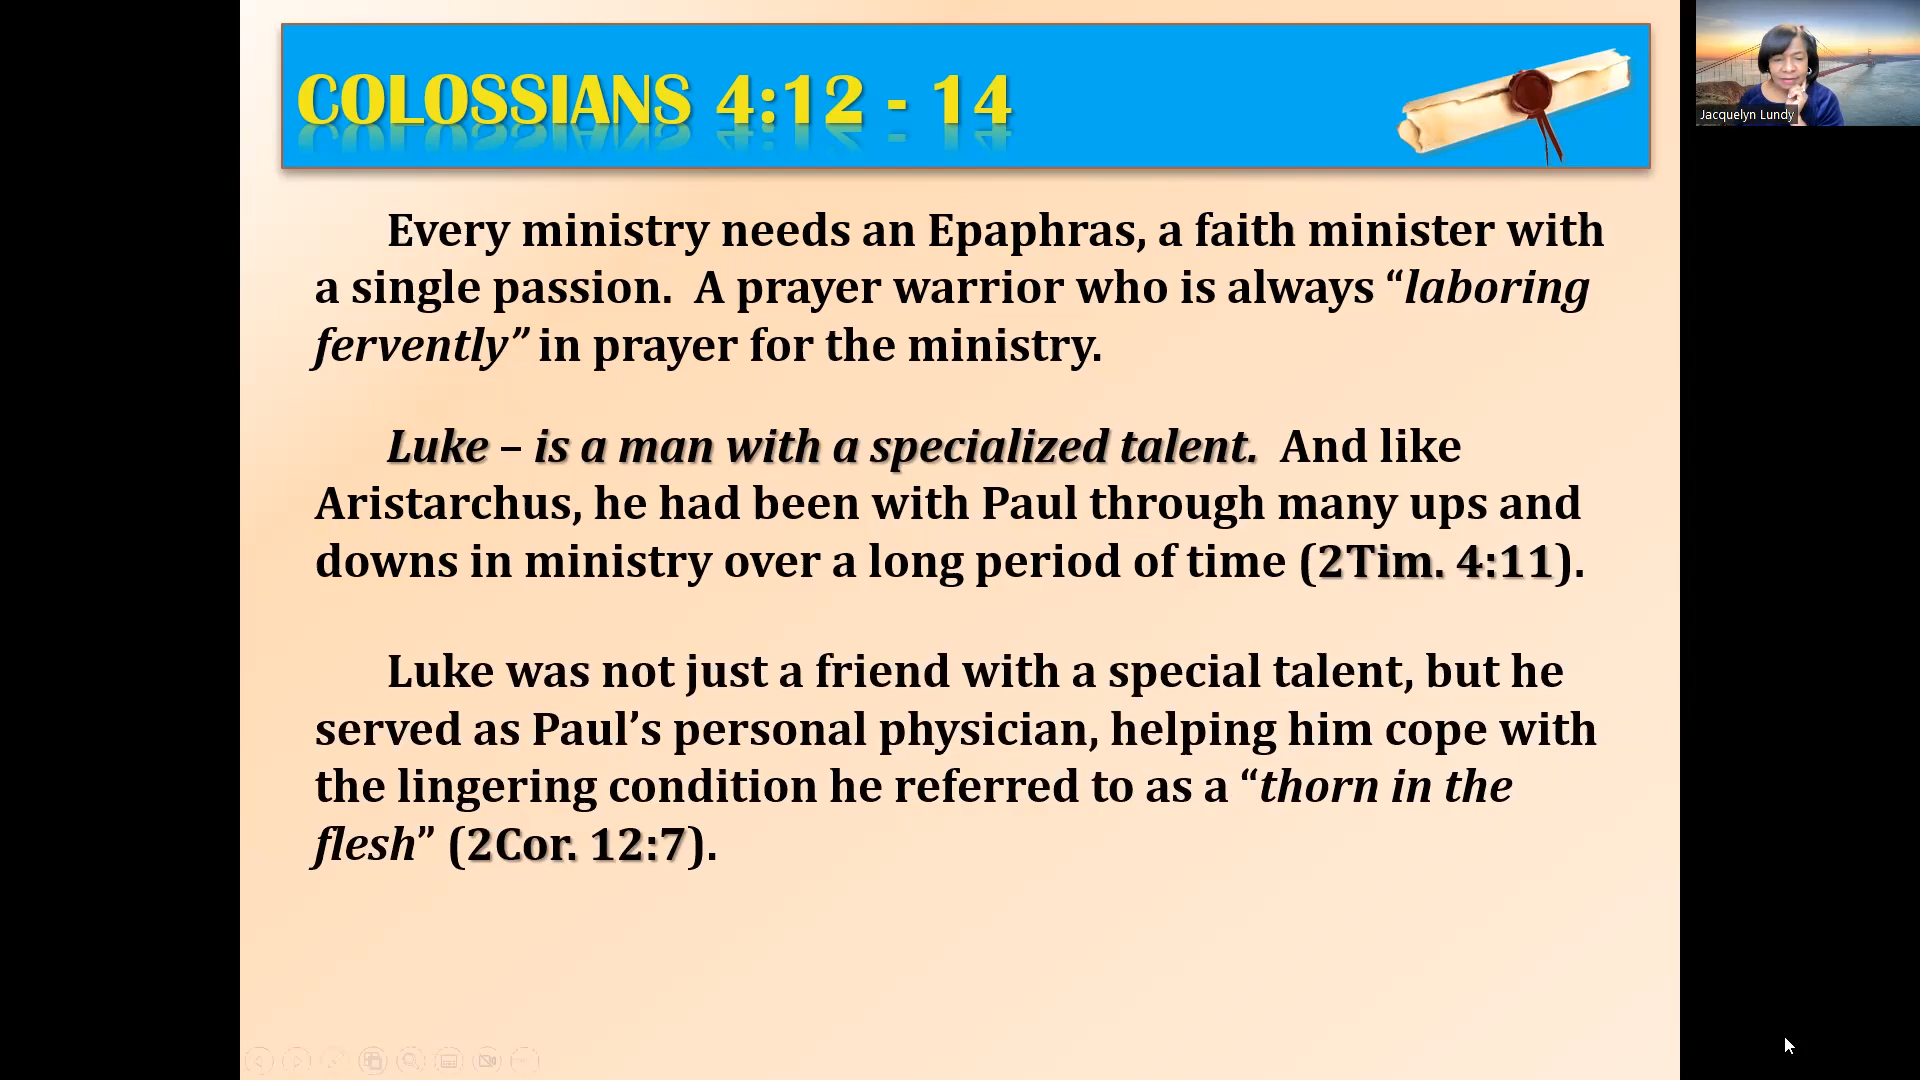 COLOSSIANS 4:12 - 14
Jacquelyn Lundy
Every ministry needs an Epaphras, a faith minister with
a single passion.  A prayer warrior who is always “laboring
fervently” in prayer for the ministry.
Luke – is a man with a specialized talent.  And like
Aristarchus, he had been with Paul through many ups and
downs in ministry over a long period of time (2Tim. 4:11).
Luke was not just a friend with a special talent, but he
served as Paul’s personal physician, helping him cope with
the lingering condition he referred to as a “thorn in the
flesh” (2Cor. 12:7).